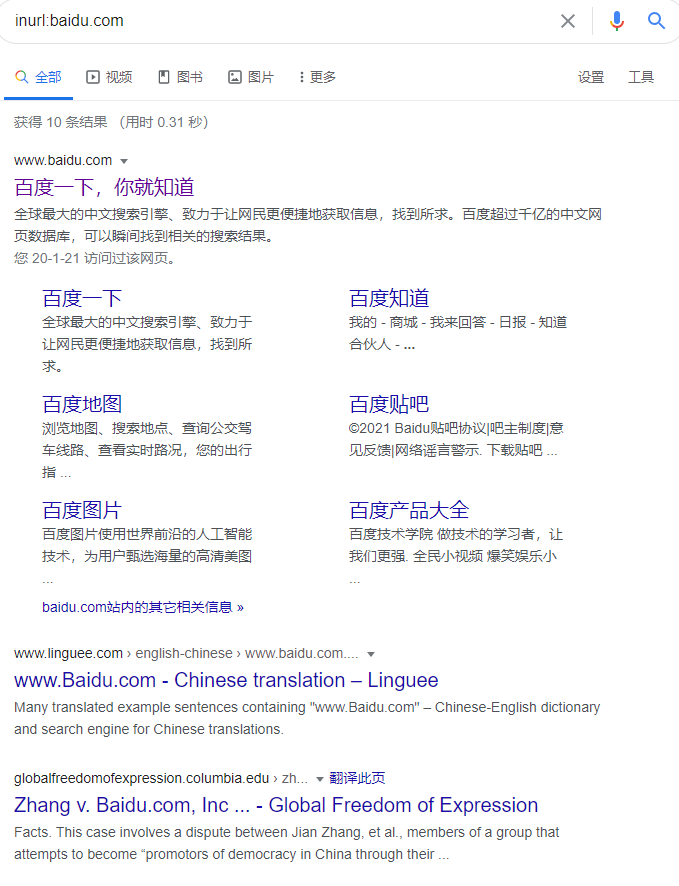 inurl:baidu.com
全部 视频 图书 图片 更多 设置 工具
获得 10 条结果 （用时 0.31 秒）
www.baidu.com
百度一下，你就知道
全球最大的中文搜索引擎、致力于让网民更便捷地获取信息，找到所求。百度超过千亿的中文网
页数据库，可以瞬间找到相关的搜索结果。
您 20-1-21 访问过该网页。
百度一下
全球最大的中文搜索引擎、致力于
让网民更便捷地获取信息，找到所
求。
百度知道
我的 - 商城 - 我来回答 - 日报 - 知道
合伙人 - ...
百度地图
浏览地图、搜索地点、查询公交驾
车线路、查看实时路况，您的出行
指 ...
百度贴吧
©2021 Baidu贴吧协议|吧主制度|意
见反馈|网络谣言警示. 下载贴吧 ...
百度图片
百度图片使用世界前沿的人工智能
技术，为用户甄选海量的高清美图
...
百度产品大全
百度技术学院 做技术的学习者，让
我们更强. 全民小视频 爆笑娱乐小
...
baidu.com站内的其它相关信息 »
www.linguee.com › english-chinese › www.baidu.com....
www.Baidu.com - Chinese translation – Linguee
Many translated example sentences containing "www.Baidu.com" – Chinese-English dictionary
and search engine for Chinese translations.
globalfreedomofexpression.columbia.edu › zh... 翻译此页
Zhang v. Baidu.com, Inc ... - Global Freedom of Expression
Facts. This case involves a dispute between Jian Zhang, et al., members of a group that
attempts to become “promotors of democracy in China through their ...